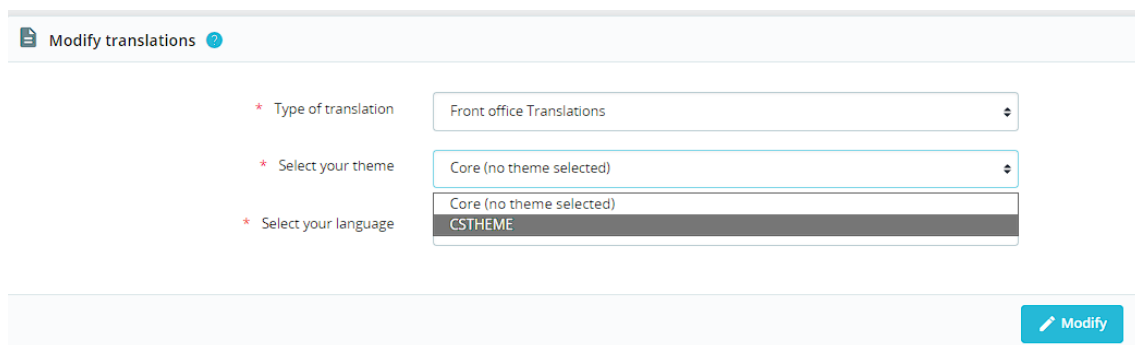 Modify translations ?
* Type of translation
Front office Translations
* Select your theme
Core (no theme selected)
Core (no theme selected)
* Select your language
CSTHEME
Modify